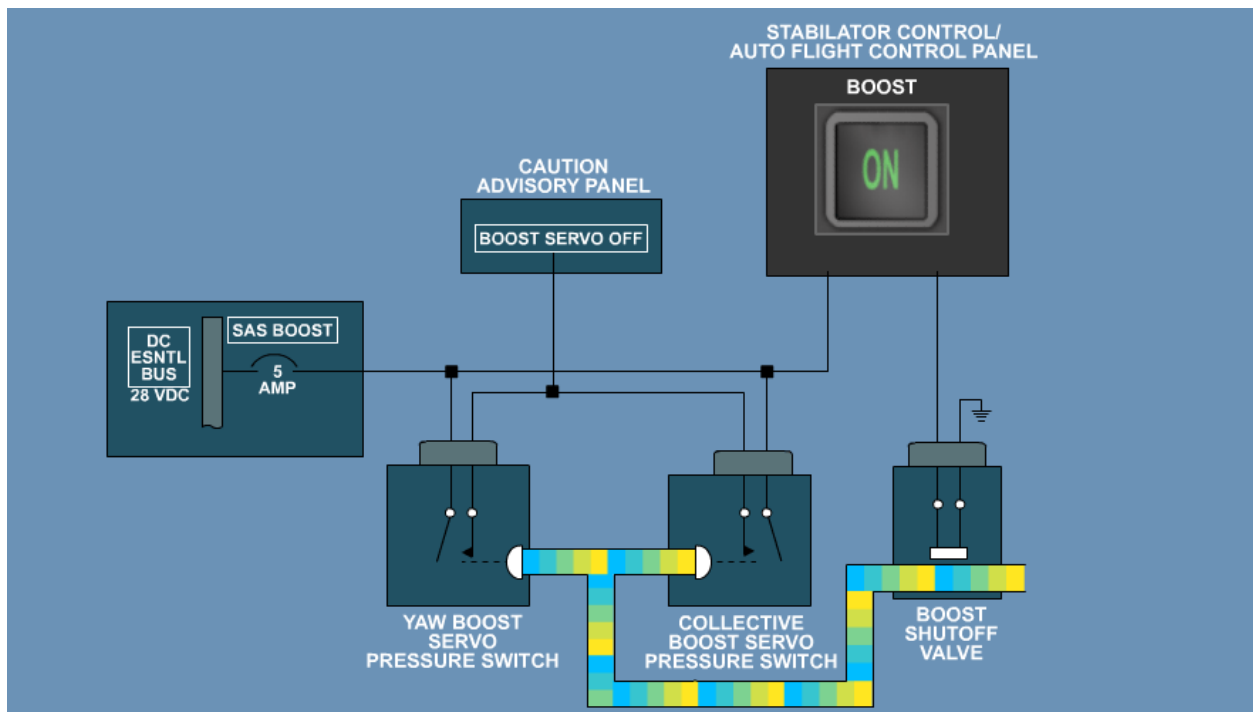 STABILATOR CONTROL/
AUTO FLIGHT CONTROL PANEL
BOOST
ON
CAUTION
ADVISORY PANEL
BOOST SERVO OFF
DC
ESNTL
BUS
28 VDC
SAS BOOST
5
AMP
YAW BOOST
SERVO
PRESSURE SWITCH
COLLECTIVE
BOOST SERVO
PRESSURE SWITCH
BOOST
SHUTOFF
VALVE